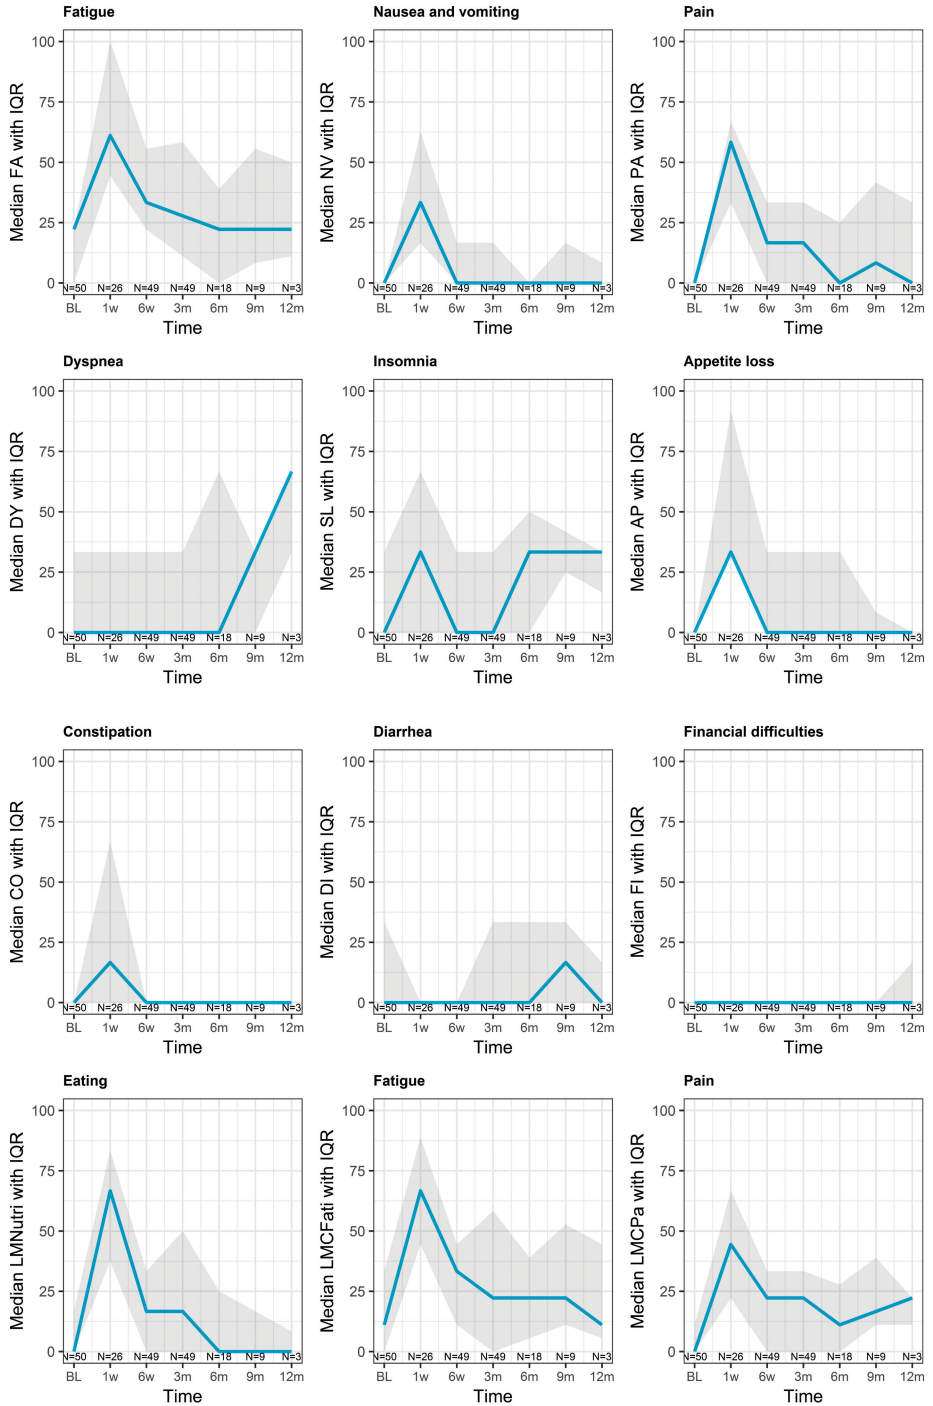 Fatigue
Nausea and vomiting
Pain
Median FA with IQR
100
75
50
25
0
N=50 N=26 N=49 N=49 N=18 N=9 N=3
BL 1w 6w 3m 6m 9m 12m
Time
Median NV with IQR
100
75
50
25
0
N=50 N=26 N=49 N=49 N=18 N=9 N=3
BL 1w 6w 3m 6m 9m 12m
Time
Median PA with IQR
100
75
50
25
0
N=50 N=26 N=49 N=49 N=18 N=9 N=3
BL 1w 6w 3m 6m 9m 12m
Time
Dyspnea
Insomnia
Appetite loss
Median DY with IQR
100
75
50
25
0
N=50 N=26 N=49 N=49 N=18 N=9 N=3
BL 1w 6w 3m 6m 9m 12m
Time
Median SL with IQR
100
75
50
25
0
N=50 N=26 N=49 N=49 N=18 N=9 N=3
BL 1w 6w 3m 6m 9m 12m
Time
Median AP with IQR
100
75
50
25
0
N=50 N=26 N=49 N=49 N=18 N=9 N=3
BL 1w 6w 3m 6m 9m 12m
Time
Constipation
Diarrhea
Financial difficulties
Median CO with IQR
100
75
50
25
0
N=50 N=26 N=49 N=49 N=18 N=9 N=3
BL 1w 6w 3m 6m 9m 12m
Time
Median DI with IQR
100
75
50
25
0
N=50 N=26 N=49 N=49 N=18 N=9 N=3
BL 1w 6w 3m 6m 9m 12m
Time
Median FI with IQR
100
75
50
25
0
N=50 N=26 N=49 N=49 N=18 N=9 N=3
BL 1w 6w 3m 6m 9m 12m
Time
Eating
Fatigue
Pain
Median LMNutri with IQR
100
75
50
25
0
N=50 N=26 N=49 N=49 N=18 N=9 N=3
BL 1w 6w 3m 6m 9m 12m
Time
Median LMCFati with IQR
100
75
50
25
0
N=50 N=26 N=49 N=49 N=18 N=9 N=3
BL 1w 6w 3m 6m 9m 12m
Time
Median LMCPa with IQR
100
75
50
25
0
N=50 N=26 N=49 N=49 N=18 N=9 N=3
BL 1w 6w 3m 6m 9m 12m
Time